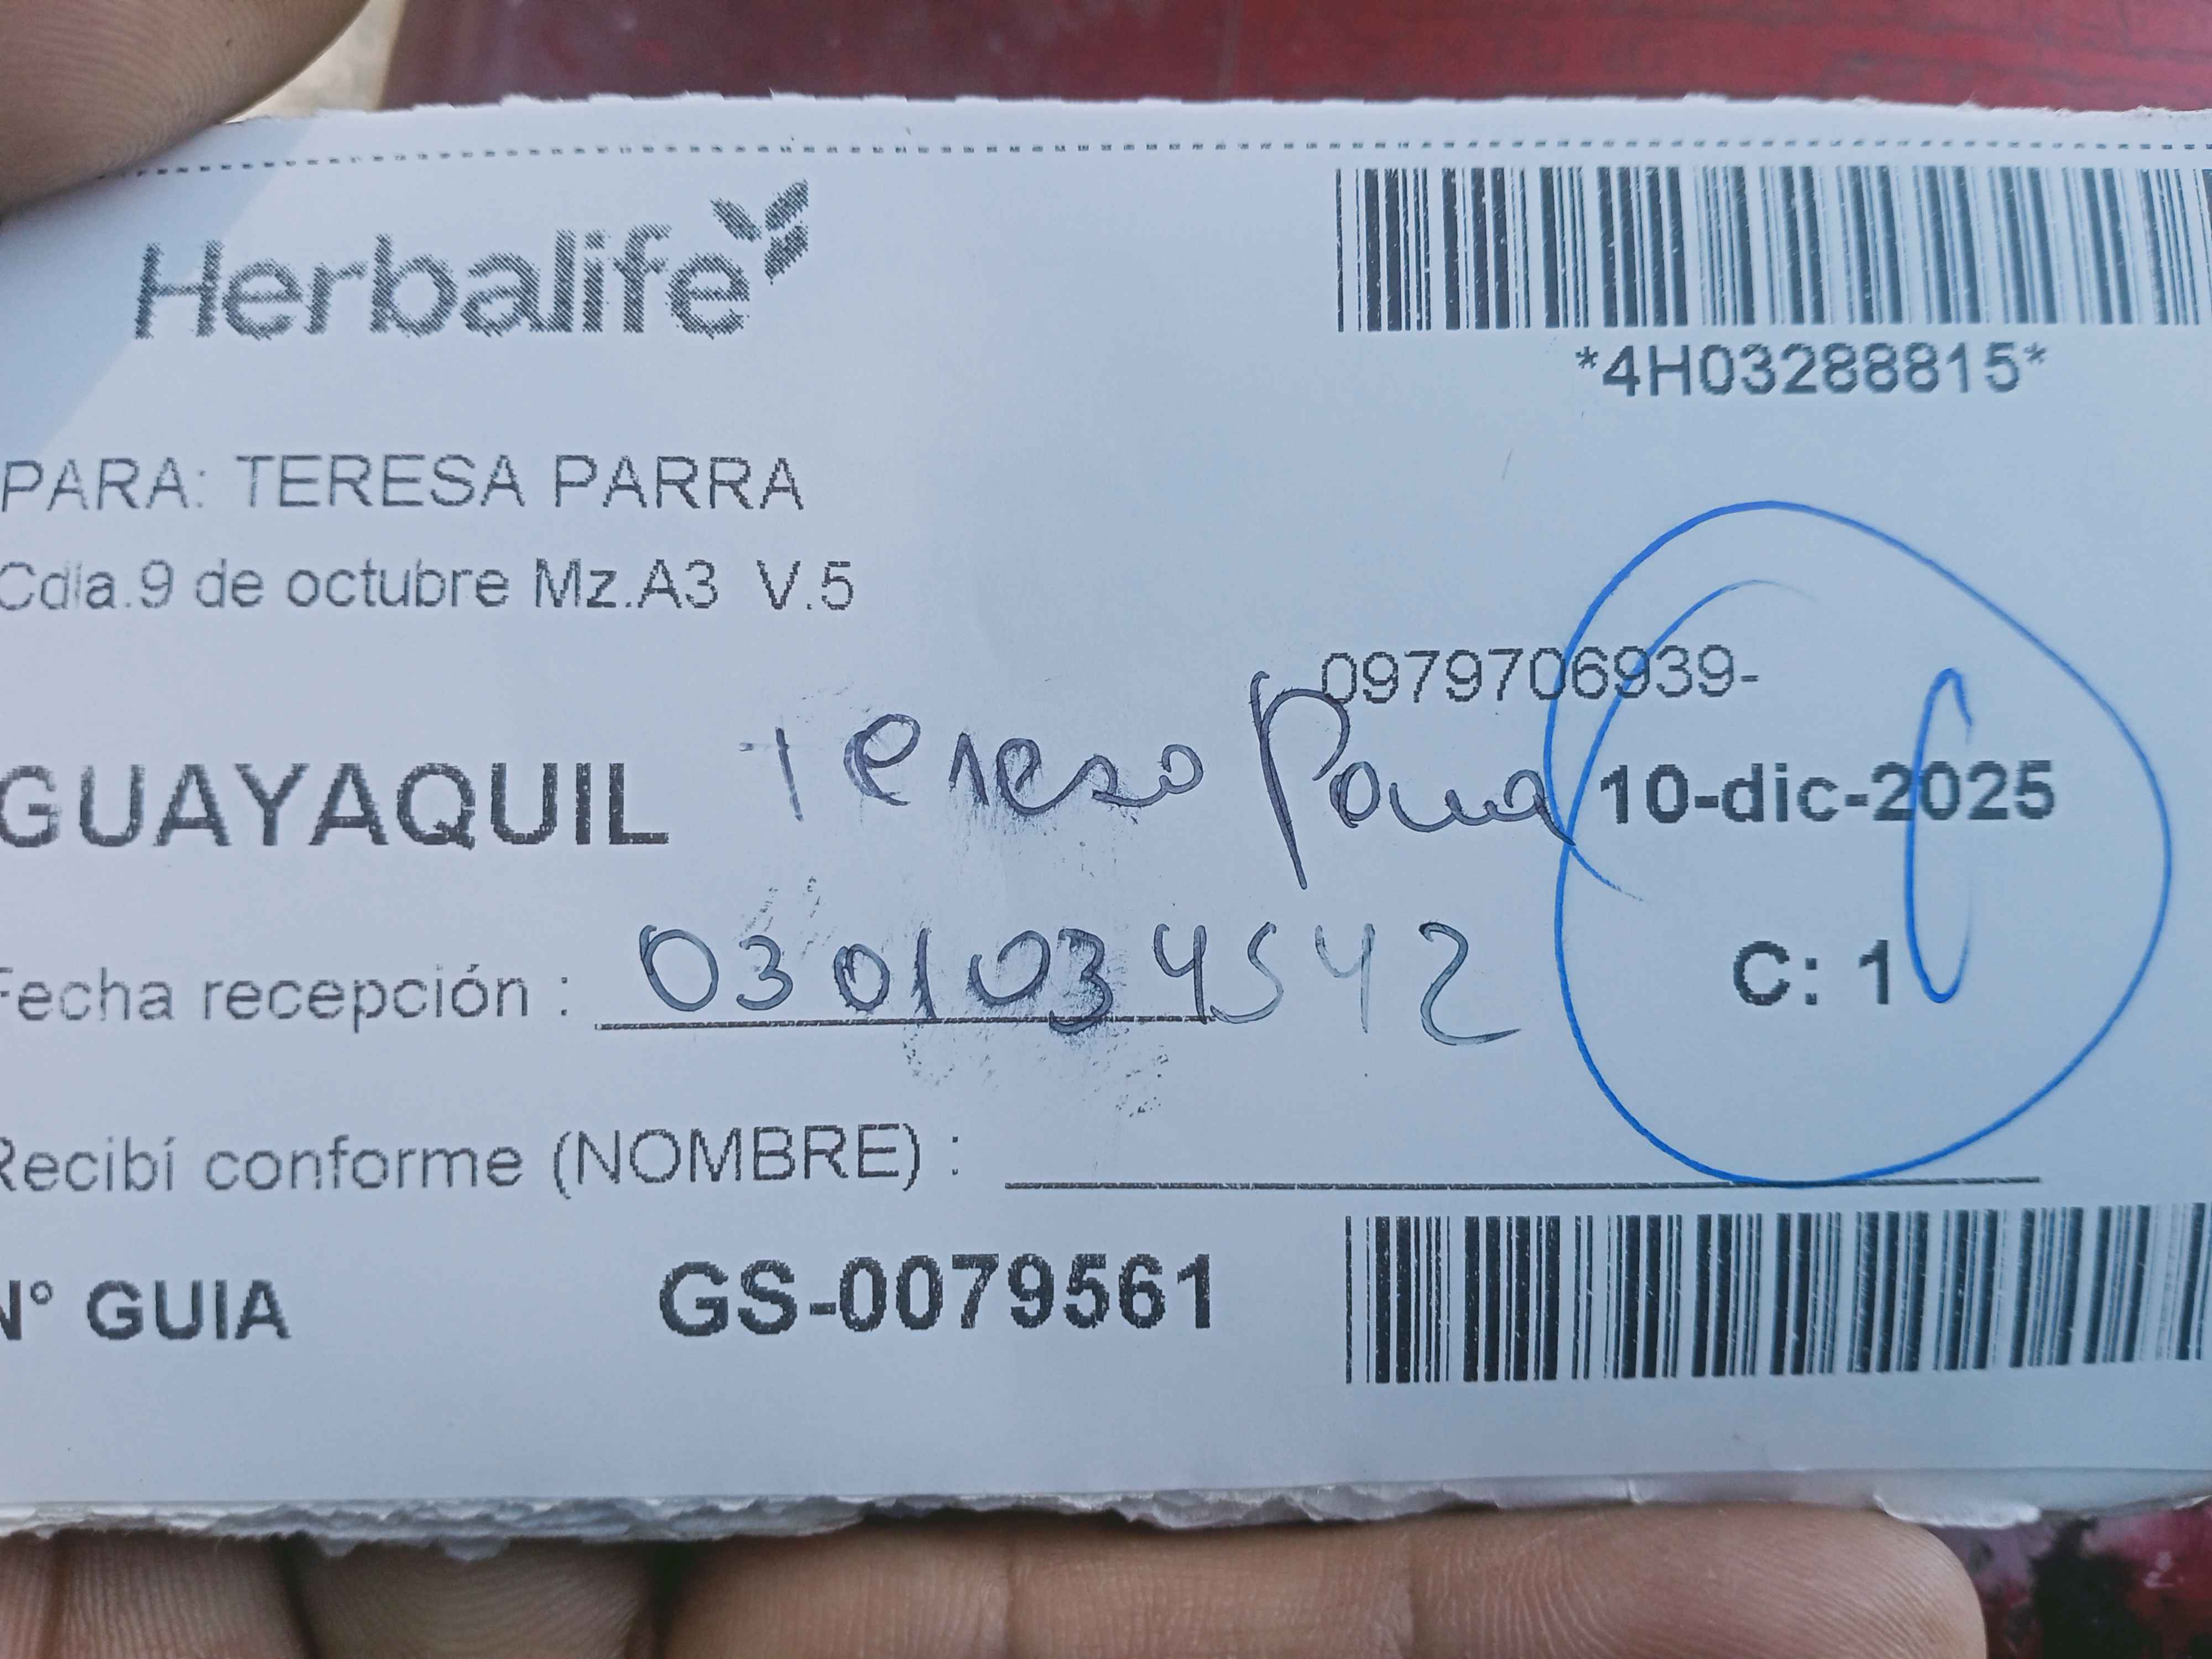 Herbalife
*4H03288815*
PARA: TERESA PARRA
Cdla.9 de octubre Mz.A3 V.5
0979706939-
GUAYAQUIL Teresa Parra 10-dic-2025
Fecha recepción : 0301034542 C: 1
Recibí conforme (NOMBRE) :
N° GUIA GS-0079561